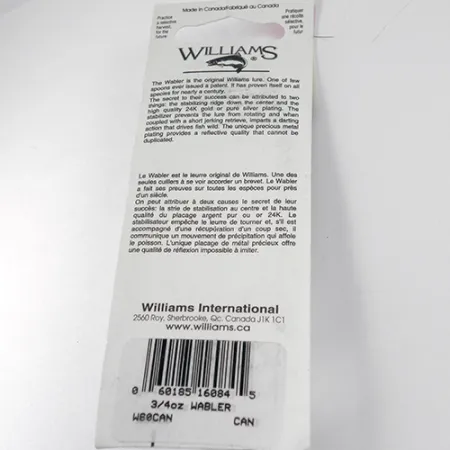 Made in Canada/Fabriqué au Canada
Practice
a selective
harvest,
for the
future
Pratiquer
une récolte
sélective,
pour le
futur
WILLIAMS
®
The Wabler is the original Williams lure. One of few
spoons ever issued a patent. It has proven itself on all
species for nearly a century.
The secret to their success can be attributed to two
things: the stabilizing ridge down the center and the
high quality 24K gold or pure silver plating. The
stabilizer prevents the lure from rotating and when
coupled with a short jerking retrieve, imparts a darting
action that drives fish wild. The unique precious metal
plating provides a reflective quality that cannot be
duplicated.
Le Wabler est le leurre original de Williams. Une des
seules cuillers à se voir accorder un brevet. Le Wabler
a fait ses preuves sur toutes les espèces pour près
d'un siècle.
On peut attribuer à deux causes le secret de leur
succès: la strie de stabilisation au centre et la haute
qualité du placage argent pur ou 24K. Le
stabilisateur empêche le leurre de tourner et, s'il est
accompagné d'une récupération d'un coup sec, il
communique un mouvement de précipitation qui affole
le poisson. L'unique placage de métal précieux offre
une qualité de réflexion impossible à imiter.
Williams International
2560 Roy, Sherbrooke, Qc. Canada J1K 1C1
www.williams.ca
0 60185 16084 5
3/4oz WABLER
W80CAN CAN